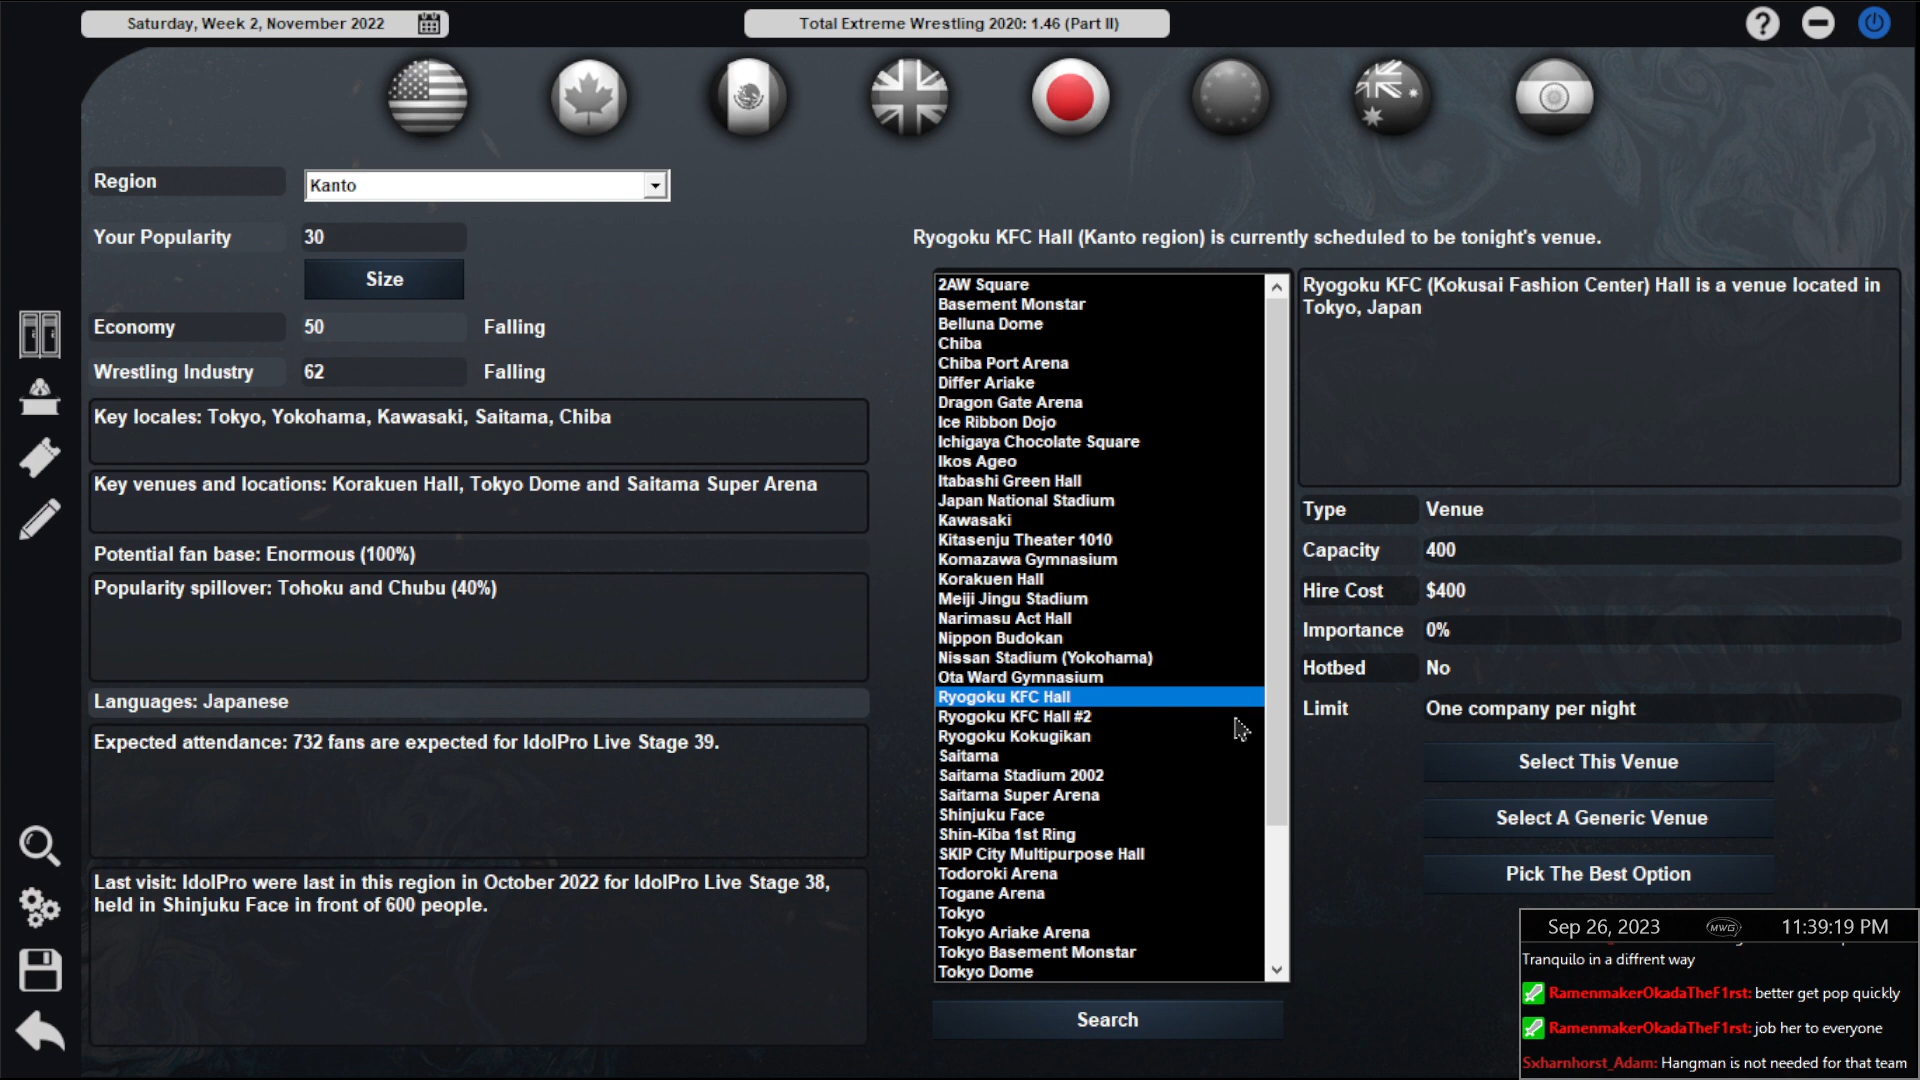 Saturday, Week 2, November 2022
Total Extreme Wrestling 2020: 1.46 (Part II)
?
Region
Kanto
Your Popularity
30
Size
Economy
50
Falling
Wrestling Industry
62
Falling
Key locales: Tokyo, Yokohama, Kawasaki, Saitama, Chiba
Key venues and locations: Korakuen Hall, Tokyo Dome and Saitama Super Arena
Potential fan base: Enormous (100%)
Popularity spillover: Tohoku and Chubu (40%)
Languages: Japanese
Expected attendance: 732 fans are expected for IdolPro Live Stage 39.
Last visit: IdolPro were last in this region in October 2022 for IdolPro Live Stage 38,
held in Shinjuku Face in front of 600 people.
Ryogoku KFC Hall (Kanto region) is currently scheduled to be tonight's venue.
2AW Square
Basement Monstar
Belluna Dome
Chiba
Chiba Port Arena
Differ Ariake
Dragon Gate Arena
Ice Ribbon Dojo
Ichigaya Chocolate Square
Ikos Ageo
Itabashi Green Hall
Japan National Stadium
Kawasaki
Kitasenju Theater 1010
Komazawa Gymnasium
Korakuen Hall
Meiji Jingu Stadium
Narimasu Act Hall
Nippon Budokan
Nissan Stadium (Yokohama)
Ota Ward Gymnasium
Ryogoku KFC Hall
Ryogoku KFC Hall #2
Ryogoku Kokugikan
Saitama
Saitama Stadium 2002
Saitama Super Arena
Shinjuku Face
Shin-Kiba 1st Ring
SKIP City Multipurpose Hall
Todoroki Arena
Togane Arena
Tokyo
Tokyo Ariake Arena
Tokyo Basement Monstar
Tokyo Dome
Search
Ryogoku KFC (Kokusai Fashion Center) Hall is a venue located in
Tokyo, Japan
Type
Venue
Capacity
400
Hire Cost
$400
Importance
0%
Hotbed
No
Limit
One company per night
Select This Venue
Select A Generic Venue
Pick The Best Option
Sep 26, 2023
MWG
11:39:19 PM
Tranquilo in a diffrent way
RamenmakerOkadaTheF1rst: better get pop quickly
RamenmakerOkadaTheF1rst: job her to everyone
Sxharnhorst_Adam: Hangman is not needed for that team